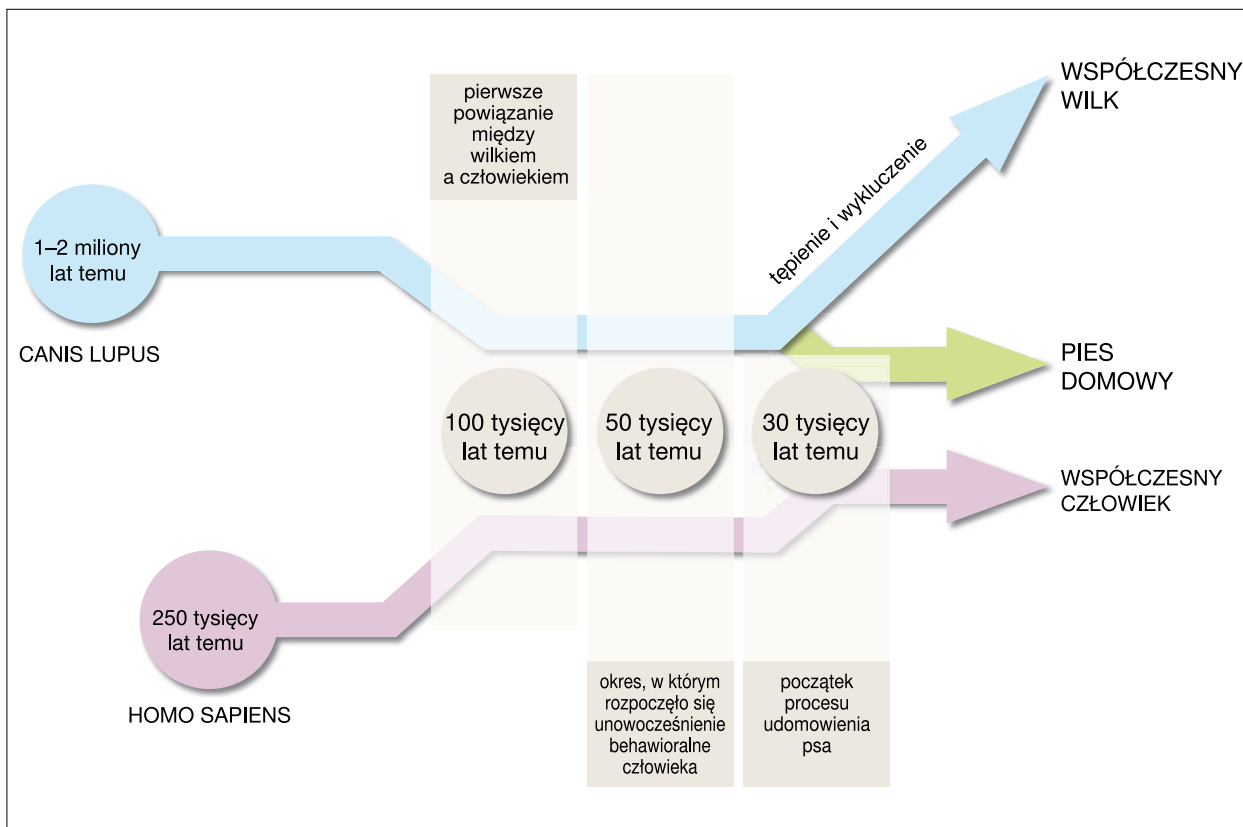 pierwsze
powiązanie
między
wilkiem
a człowiekiem
WSPÓŁCZESNY
WILK
tępienie i wykluczenie
1–2 miliony
lat temu
CANIS LUPUS
PIES
DOMOWY
100 tysięcy
lat temu
50 tysięcy
lat temu
30 tysięcy
lat temu
WSPÓŁCZESNY
CZŁOWIEK
250 tysięcy
lat temu
HOMO SAPIENS
okres, w którym
rozpoczęło się
unowocześnienie
behawioralne
człowieka
początek
procesu
udomowienia
psa